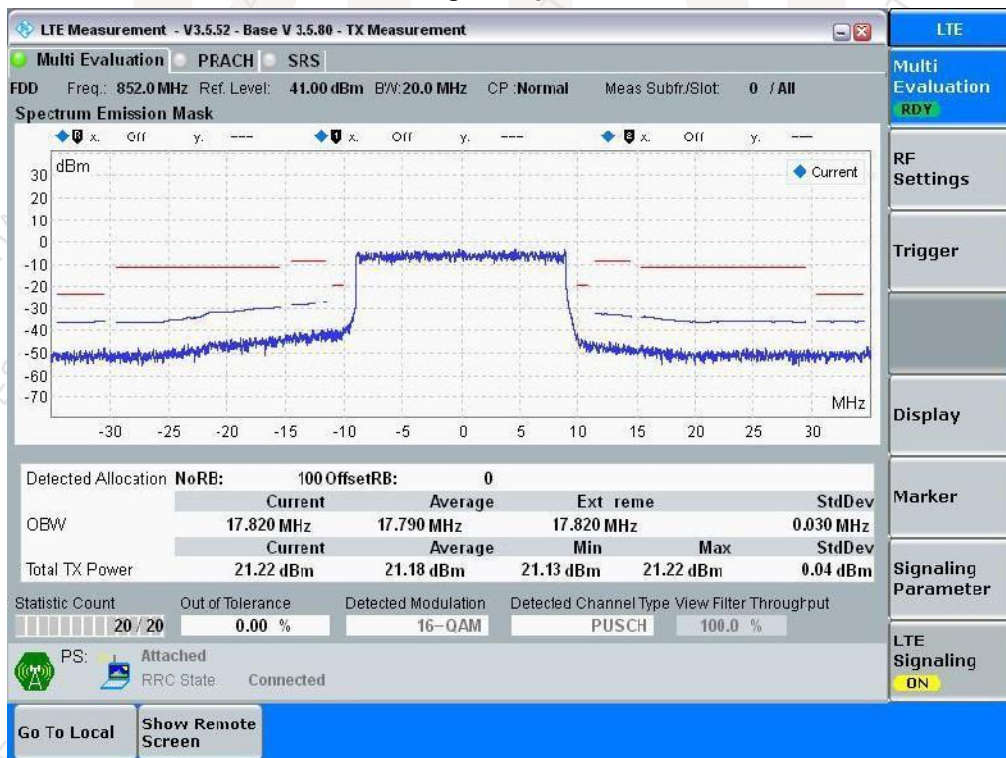 LTE Measurement - V3.5.52 - Base V 3.5.80 - TX Measurement
LTE
Multi Evaluation PRACH SRS
Multi Evaluation
RDY
FDD Freq.: 852.0 MHz Ref. Level: 41.00 dBm BW:20.0 MHz CP :Normal Meas Subfr./Slot: 0 / All
Spectrum Emission Mask
0 x. Off y. --- 1 x. Off y. --- 2 x. Off y. ---
dBm
Current
30
20
10
0
-10
-20
-30
-40
-50
-60
-70
MHz
-30 -25 -20 -15 -10 -5 0 5 10 15 20 25 30
RF Settings
Trigger
Display
Marker
Signaling Parameter
LTE Signaling
ON
Detected Allocation NoRB: 100 OffsetRB: 0
Current Average Ext reme StdDev
OBW 17.820 MHz 17.790 MHz 17.820 MHz 0.030 MHz
Current Average Min Max StdDev
Total TX Power 21.22 dBm 21.18 dBm 21.13 dBm 21.22 dBm 0.04 dBm
Statistic Count Out of Tolerance Detected Modulation Detected Channel Type View Filter Throughput
20 / 20 0.00 % 16-QAM PUSCH 100.0 %
PS: Attached
RRC State Connected
Go To Local Show Remote Screen